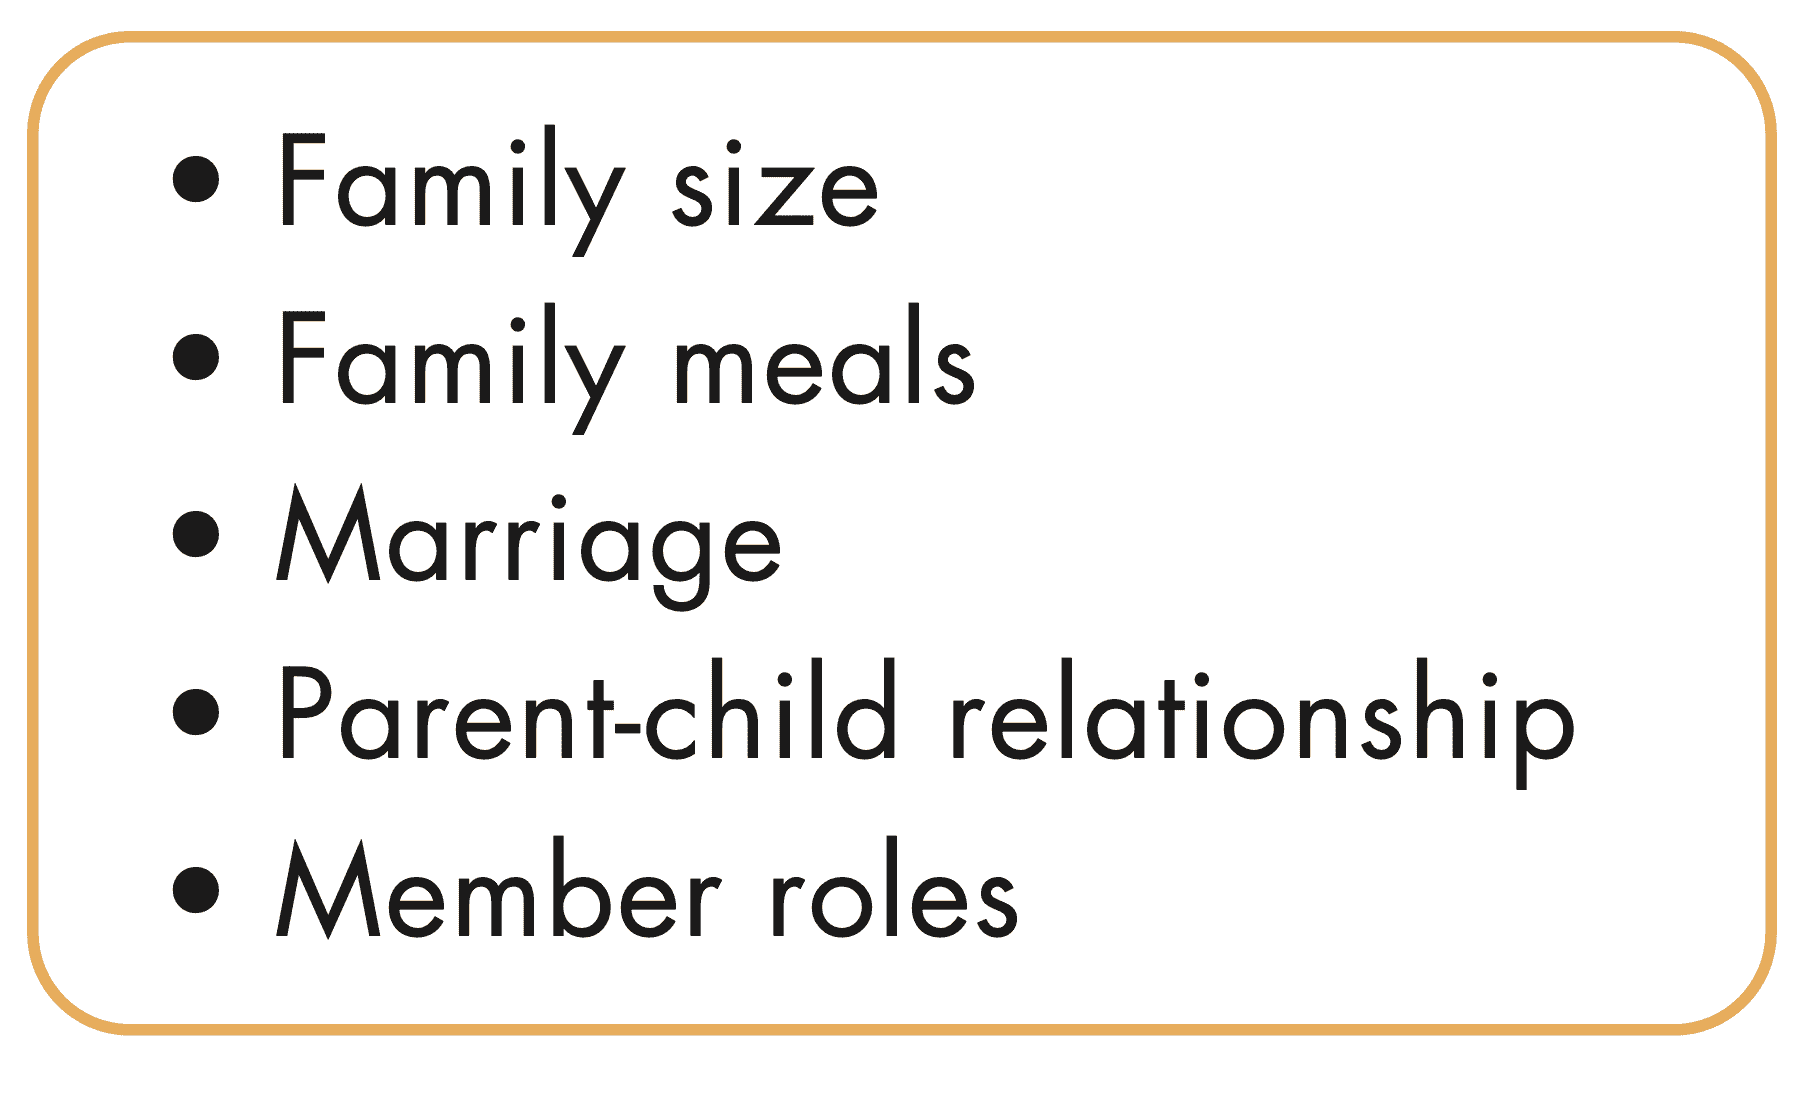 • Family size
• Family meals
• Marriage
• Parent-child relationship
• Member roles